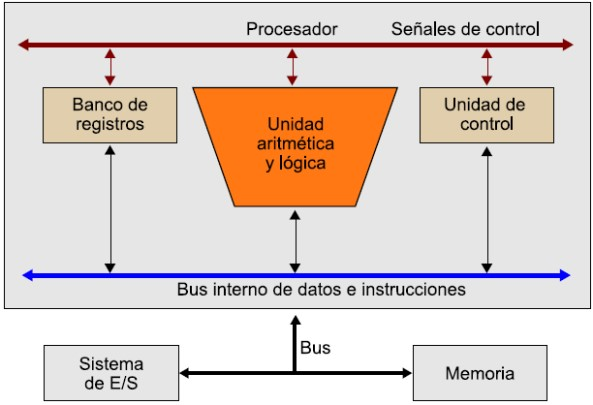 Procesador
Señales de control
Banco de
registros
Unidad
aritmética
y lógica
Unidad de
control
Bus interno de datos e instrucciones
Bus
Sistema
de E/S
Memoria